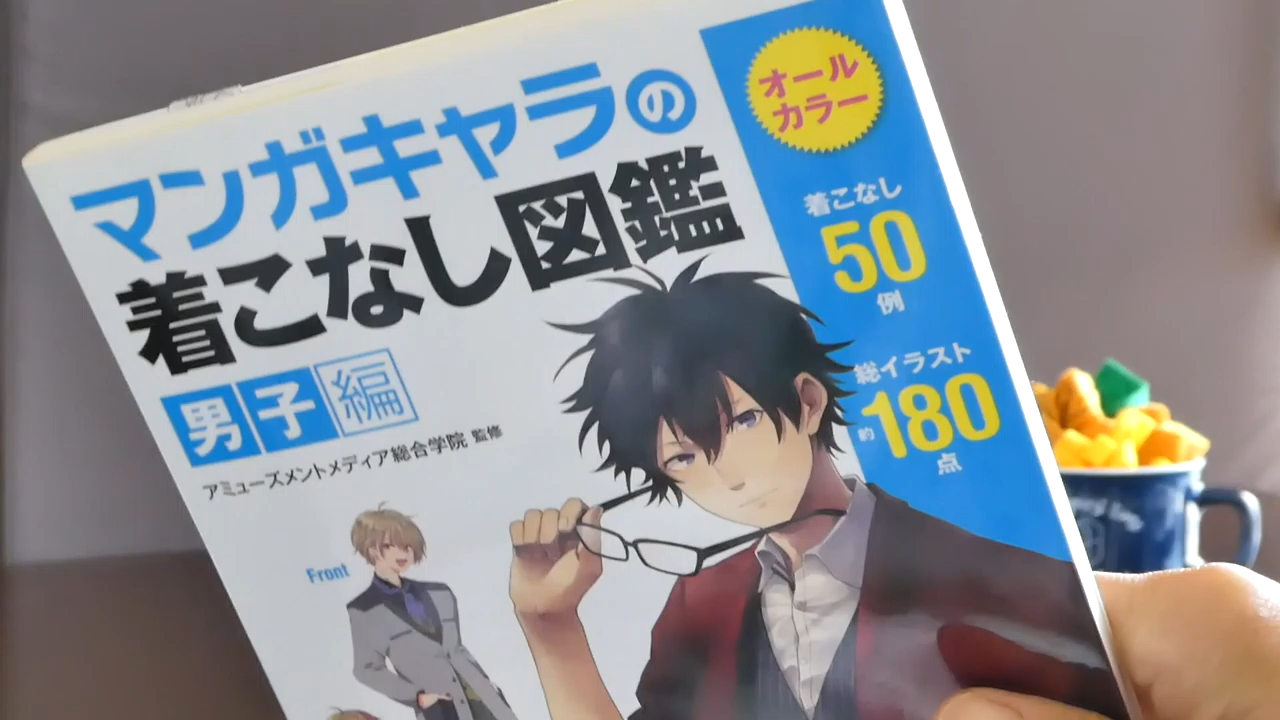 マンガキャラの
着こなし図鑑
男子編
アミューズメントメディア総合学院 監修
オール
カラー
着こなし
50
例
総イラスト
約180
点
Front